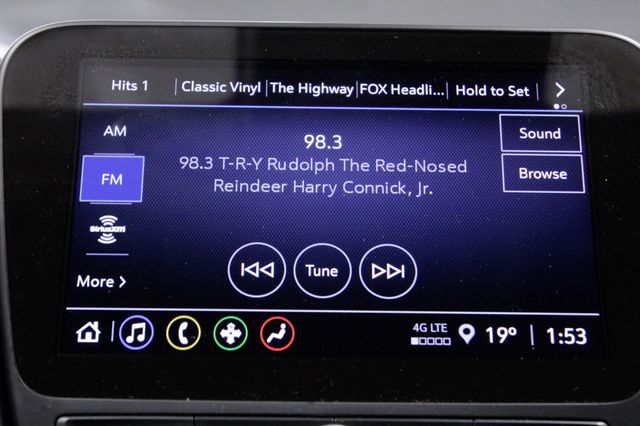 Hits 1 Classic Vinyl The Highway FOX Headli... Hold to Set
AM
98.3
Sound
98.3 T-R-Y Rudolph The Red-Nosed
Reindeer Harry Connick, Jr.
FM
Browse
SiriusXM
Tune
More
4G LTE
19° 1:53